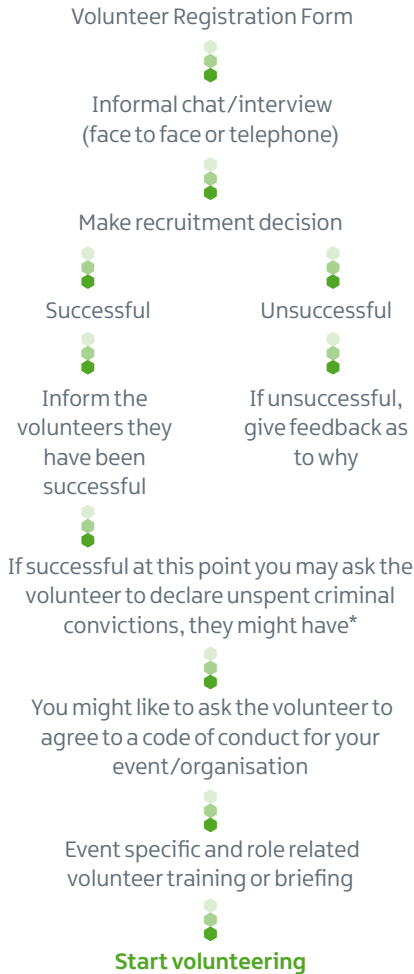 Volunteer Registration Form
Informal chat/interview
(face to face or telephone)
Make recruitment decision
Successful
Unsuccessful
Inform the
volunteers they
have been
successful
If unsuccessful,
give feedback as
to why
If successful at this point you may ask the
volunteer to declare unspent criminal
convictions, they might have*
You might like to ask the volunteer to
agree to a code of conduct for your
event/organisation
Event specific and role related
volunteer training or briefing
Start volunteering